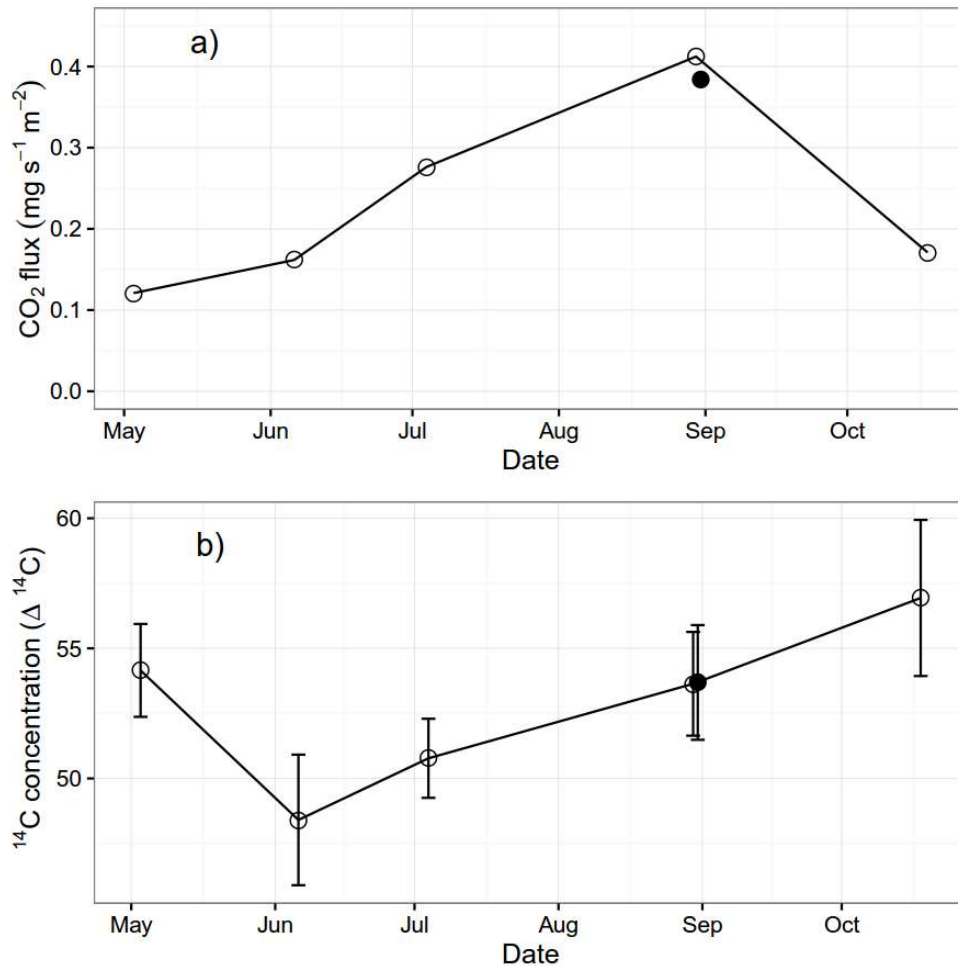 a)
CO₂ flux (mg s⁻¹ m⁻²)
0.4
0.3
0.2
0.1
0.0
May Jun Jul Aug Sep Oct
Date
b)
¹⁴C concentration (Δ ¹⁴C)
60
55
50
May Jun Jul Aug Sep Oct
Date